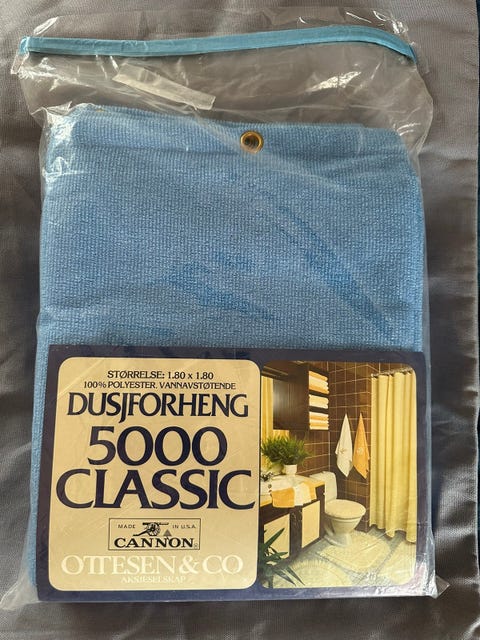 STØRRELSE: 1.80 x 1.80
100% POLYESTER. VANNAVSTØTENDE
DUSJFORHENG
5000
CLASSIC
MADE IN U.S.A.
CANNON
OTTESEN & CO
AKSJESELSKAP